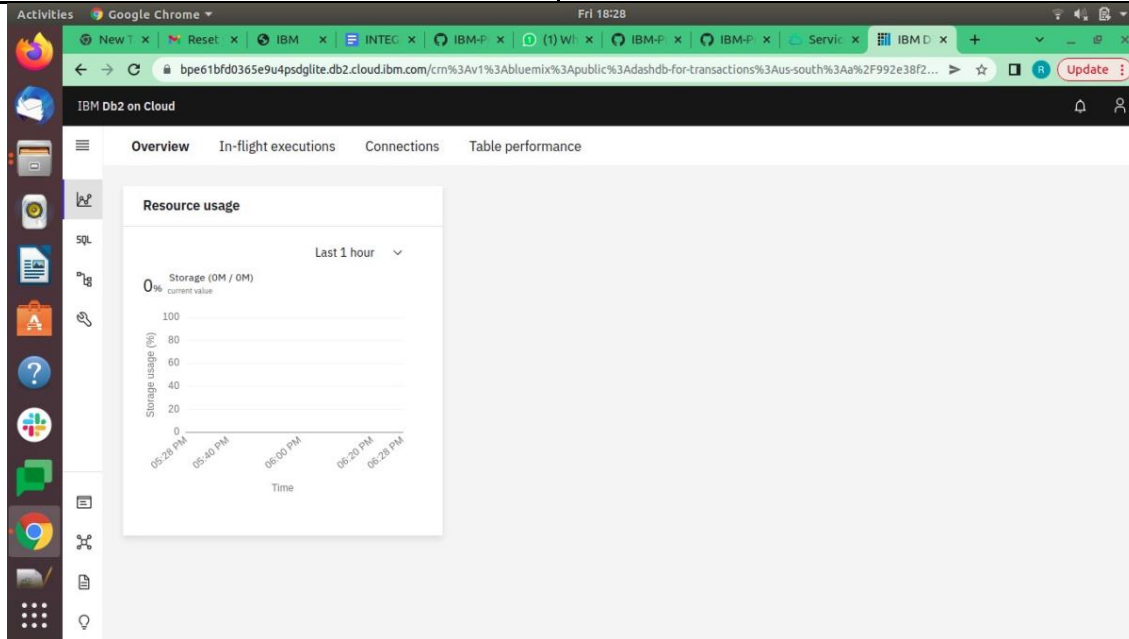 Activities Google Chrome ▾ Fri 18:28
New T × Reset × IBM × INTEG × IBM-P × (1) Wh × IBM-P × IBM-P × Servic × IBM D × +
bpe61bfd0365e9u4psdglite.db2.cloud.ibm.com/crn%3Av1%3Abluemix%3Apublic%3Adashdb-for-transactions%3Aus-south%3Aa%2F992e38f2... R Update
IBM Db2 on Cloud
Overview In-flight executions Connections Table performance
Resource usage
SQL
Last 1 hour
0% Storage (0M / 0M)
current value
100
80
60
40
20
0
Storage usage (%)
05:28 PM 05:40 PM 06:00 PM 06:20 PM 06:28 PM
Time